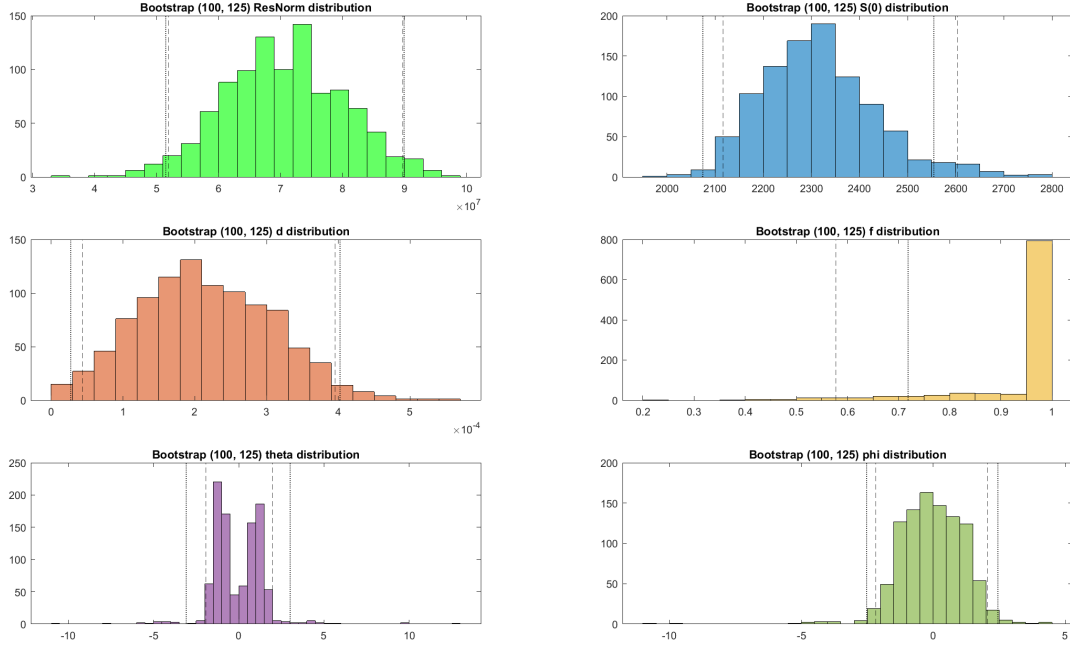 Bootstrap (100, 125) ResNorm distribution
150
100
50
0
3 4 5 6 7 8 9 10
×10^7
Bootstrap (100, 125) S(0) distribution
200
150
100
50
0
2000 2100 2200 2300 2400 2500 2600 2700 2800
Bootstrap (100, 125) d distribution
150
100
50
0
0 1 2 3 4 5
×10^-4
Bootstrap (100, 125) f distribution
800
600
400
200
0
0.2 0.3 0.4 0.5 0.6 0.7 0.8 0.9 1
Bootstrap (100, 125) theta distribution
250
200
150
100
50
0
-10 -5 0 5 10
Bootstrap (100, 125) phi distribution
200
150
100
50
0
-10 -5 0 5